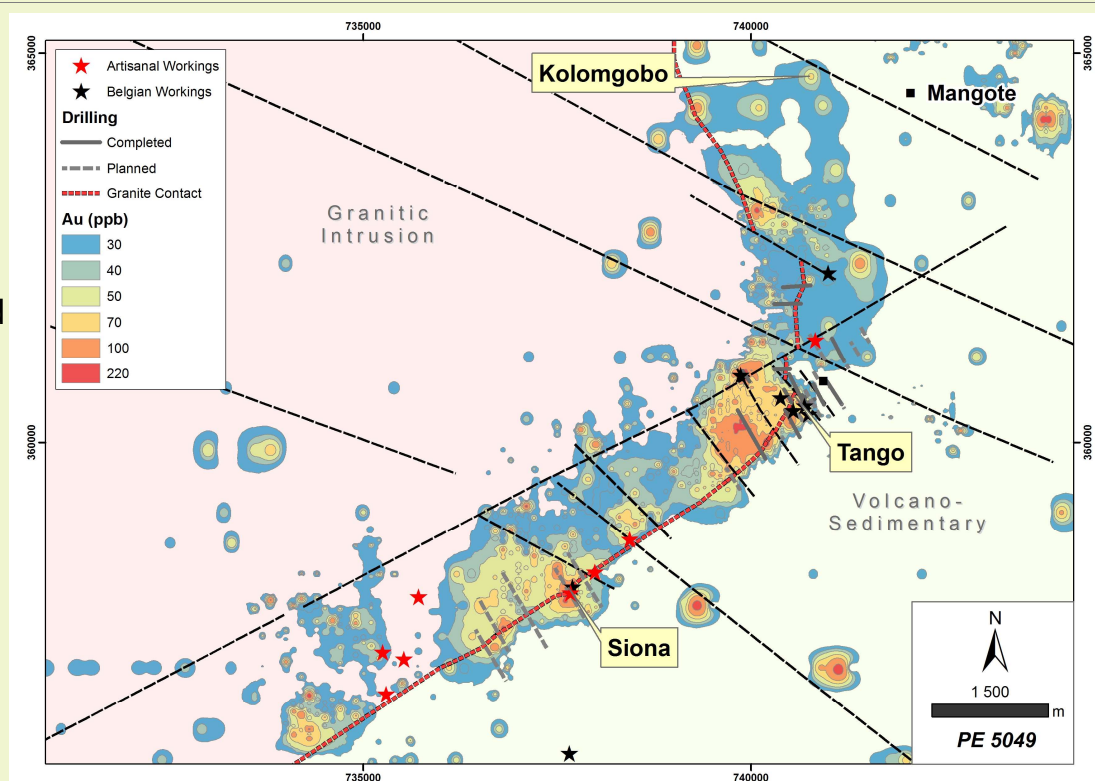 735000
740000
365000
365000
Artisanal Workings
Belgian Workings
Drilling
Completed
Planned
Granite Contact
Au (ppb)
30
40
50
70
100
220
Kolomgobo
Mangote
Granitic
Intrusion
360000
360000
Tango
Volcano-
Sedimentary
Siona
N
1 500
m
PE 5049
735000
740000